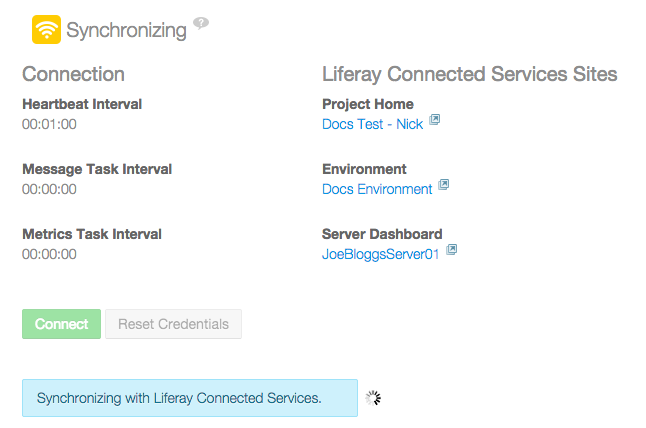 Synchronizing ?
Connection
Heartbeat Interval
00:01:00
Message Task Interval
00:00:00
Metrics Task Interval
00:00:00
Liferay Connected Services Sites
Project Home
Docs Test - Nick
Environment
Docs Environment
Server Dashboard
JoeBloggsServer01
Connect
Reset Credentials
Synchronizing with Liferay Connected Services.